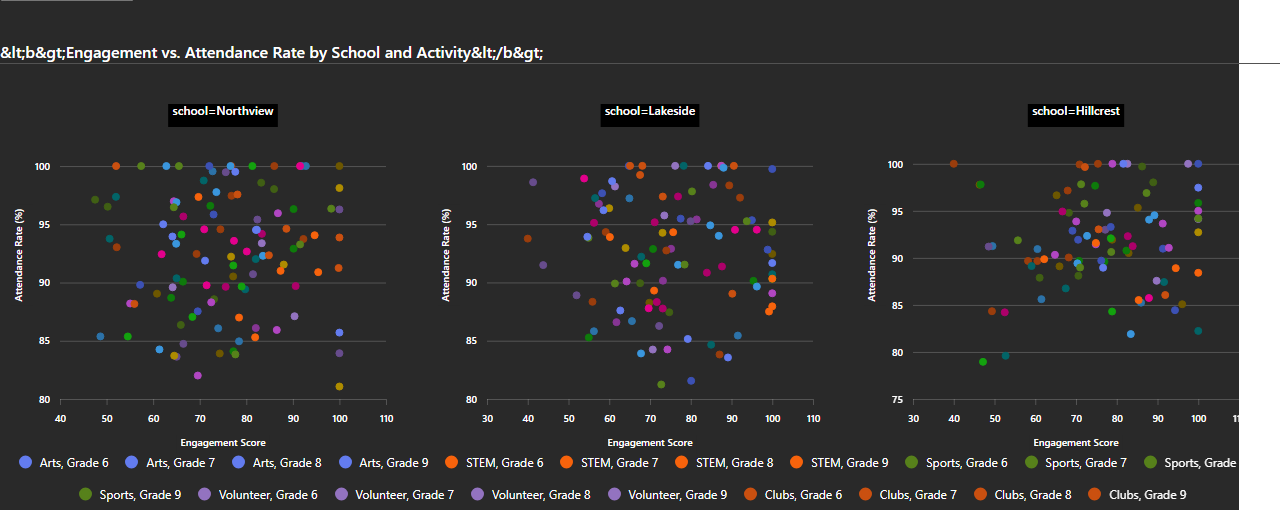 &lt;b&gt;Engagement vs. Attendance Rate by School and Activity&lt;/b&gt;
school=Northview
school=Lakeside
school=Hillcrest
Attendance Rate (%)
100
95
90
85
80
40 50 60 70 80 90 100 110
Engagement Score
Attendance Rate (%)
100
95
90
85
80
30 40 50 60 70 80 90 100 110
Engagement Score
Attendance Rate (%)
100
95
90
85
80
75
30 40 50 60 70 80 90 100 11
Engagement Score
Arts, Grade 6 Arts, Grade 7 Arts, Grade 8 Arts, Grade 9 STEM, Grade 6 STEM, Grade 7 STEM, Grade 8 STEM, Grade 9 Sports, Grade 6 Sports, Grade 7 Sports, Grade
Sports, Grade 9 Volunteer, Grade 6 Volunteer, Grade 7 Volunteer, Grade 8 Volunteer, Grade 9 Clubs, Grade 6 Clubs, Grade 7 Clubs, Grade 8 Clubs, Grade 9